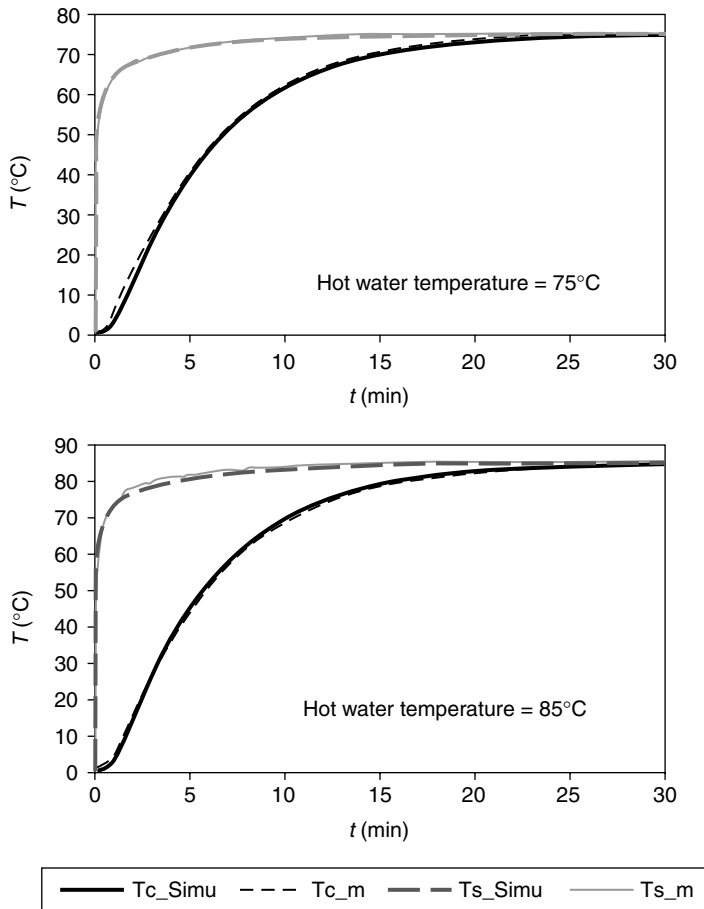 80
70
60
50
40
30
20
10
0
T (°C)
Hot water temperature = 75°C
0 5 10 15 20 25 30
t (min)
90
80
70
60
50
40
30
20
10
0
T (°C)
Hot water temperature = 85°C
0 5 10 15 20 25 30
t (min)
Tc_Simu Tc_m Ts_Simu Ts_m